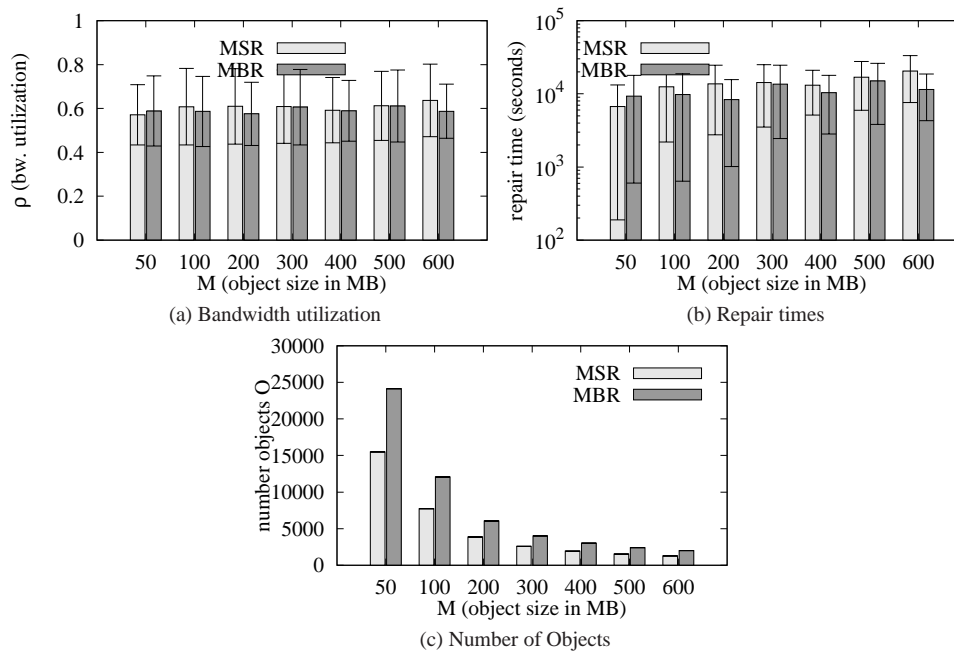 ρ (bw. utilization)
1
0.8
0.6
0.4
0.2
0
MSR
MBR
50 100 200 300 400 500 600
M (object size in MB)
(a) Bandwidth utilization
repair time (seconds)
10^5
10^4
10^3
10^2
MSR
MBR
50 100 200 300 400 500 600
M (object size in MB)
(b) Repair times
number objects O
30000
25000
20000
15000
10000
5000
0
MSR
MBR
50 100 200 300 400 500 600
M (object size in MB)
(c) Number of Objects